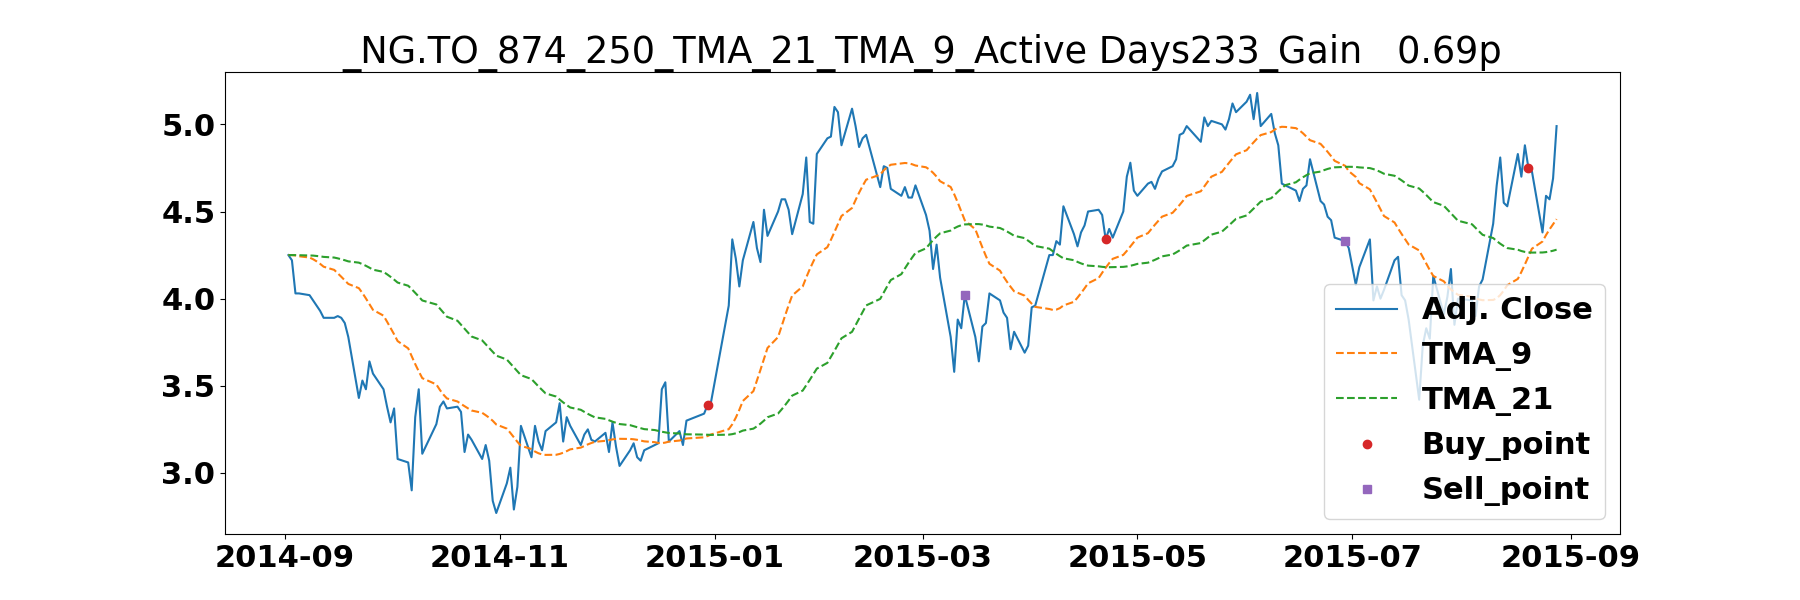 _NG.TO_874_250_TMA_21_TMA_9_Active Days233_Gain   0.69p
5.0
4.5
4.0
3.5
3.0
Adj. Close
TMA_9
TMA_21
Buy_point
Sell_point
2014-09 2014-11 2015-01 2015-03 2015-05 2015-07 2015-09